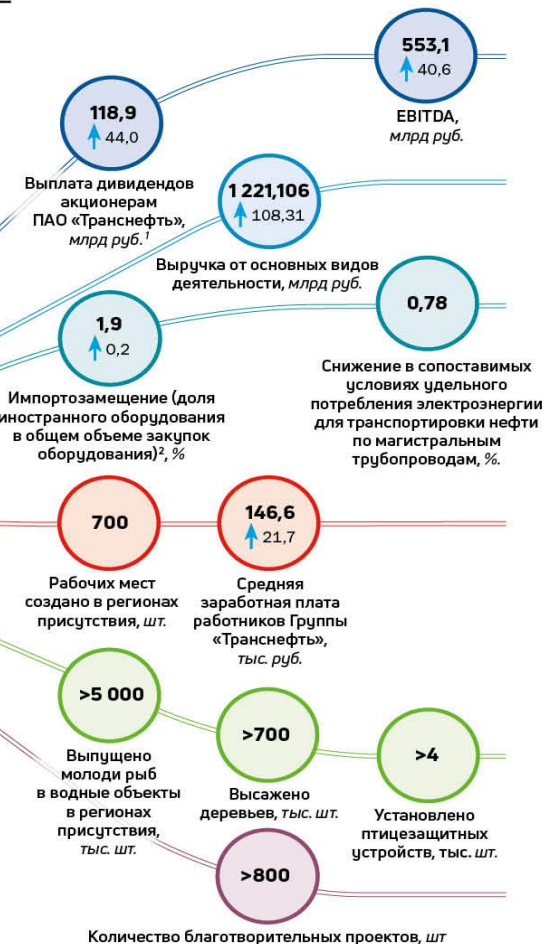 553,1
40,6
EBITDA,
млрд руб.
118,9
44,0
Выплата дивидендов
акционерам
ПАО «Транснефть»,
млрд руб.¹
1 221,106
108,31
Выручка от основных видов
деятельности, млрд руб.
1,9
0,2
Импортозамещение (доля
иностранного оборудования
в общем объеме закупок
оборудования)², %
0,78
Снижение в сопоставимых
условиях удельного
потребления электроэнергии
для транспортировки нефти
по магистральным
трубопроводам, %.
700
Рабочих мест
создано в регионах
присутствия, шт.
146,6
21,7
Средняя
заработная плата
работников Группы
«Транснефть»,
тыс. руб.
>5 000
Выпущено
молоди рыб
в водные объекты
в регионах
присутствия,
тыс. шт.
>700
Высажено
деревьев, тыс. шт.
>4
Установлено
птицезащитных
устройств, тыс. шт.
>800
Количество благотворительных проектов, шт